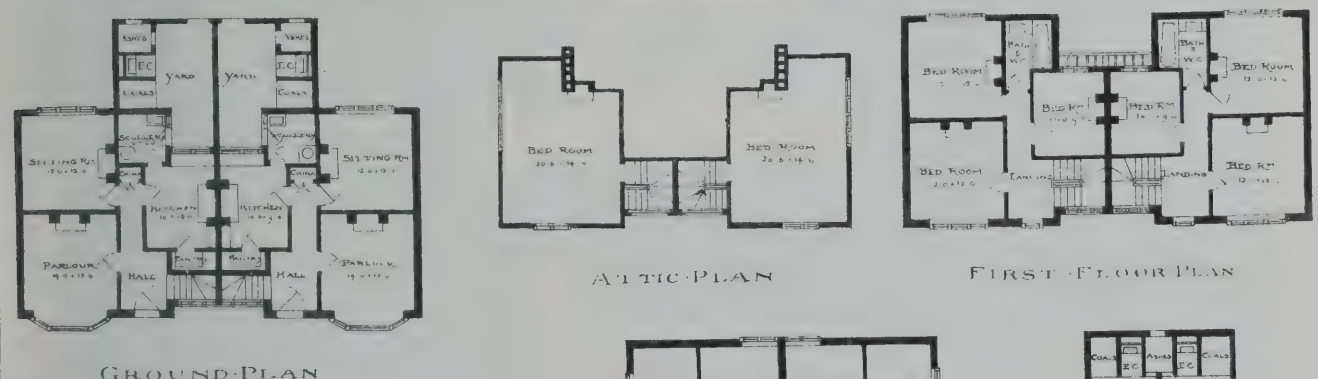 ASHES
ASHES
E.C
E.C
YARD
YARD
COALS
COALS
SCULLERY
SCULLERY
SITTING RM
SITTING RM
CHINA
CHINA
KITCHEN
KITCHEN
PANTRY
PANTRY
PARLOUR
PARLOUR
HALL
HALL
GROUND·PLAN
BED ROOM
BED ROOM
ATTIC·PLAN
BATH
&
W.C
BATH
&
W.C
BED ROOM
BED ROOM
BED RM
BED RM
BED ROOM
BED RM
LANDING
LANDING
FIRST·FLOOR PLAN
COALS
E.C
ASHES
E.C
COALS